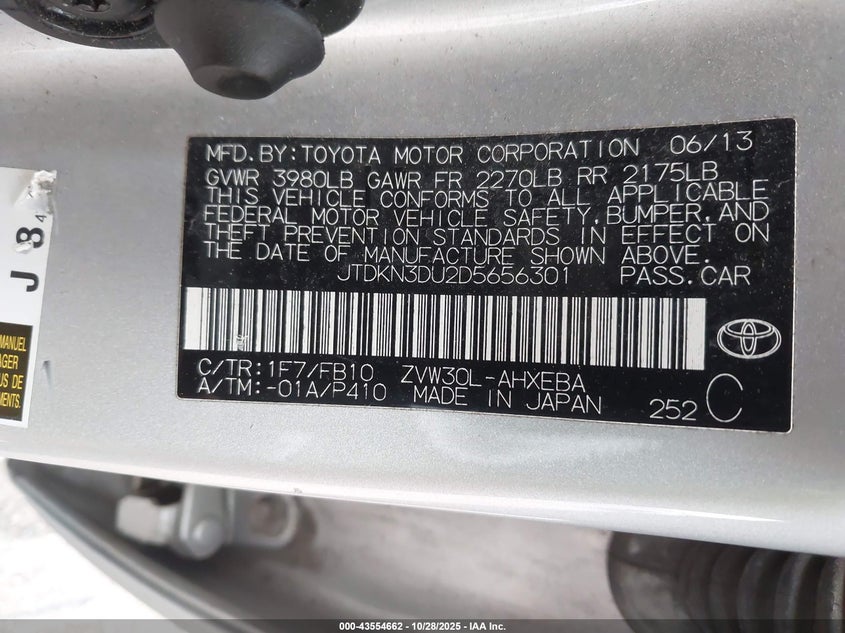 MFD.BY:TOYOTA MOTOR CORPORATION 06/13
GVWR 3980LB GAWR FR 2270LB RR 2175LB
THIS VEHICLE CONFORMS TO ALL APPLICABLE
FEDERAL MOTOR VEHICLE SAFETY, BUMPER, AND
THEFT PREVENTION STANDARDS IN EFFECT ON
THE DATE OF MANUFACTURE SHOWN ABOVE.
JTDKN3DU2D5656301 PASS.CAR
C/TR:1F7/FB10 ZVW30L-AHXEBA
A/TM:-01A/P410 MADE IN JAPAN 252 C
J 8 4
MANUEL
000-43554662 - 10/28/2025 - IAA Inc.